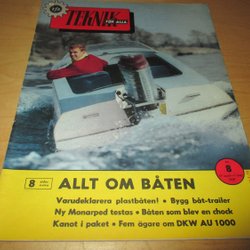 TEKNIK
FÖR ALLA
8
ALLT OM BÅTEN
8
Varudeklarera plastbåten! • Bygg båt-trailer
Ny Monarped testas • Båten som blev en chock
Kanot i paket • Fem ägare om DKW AU 1000